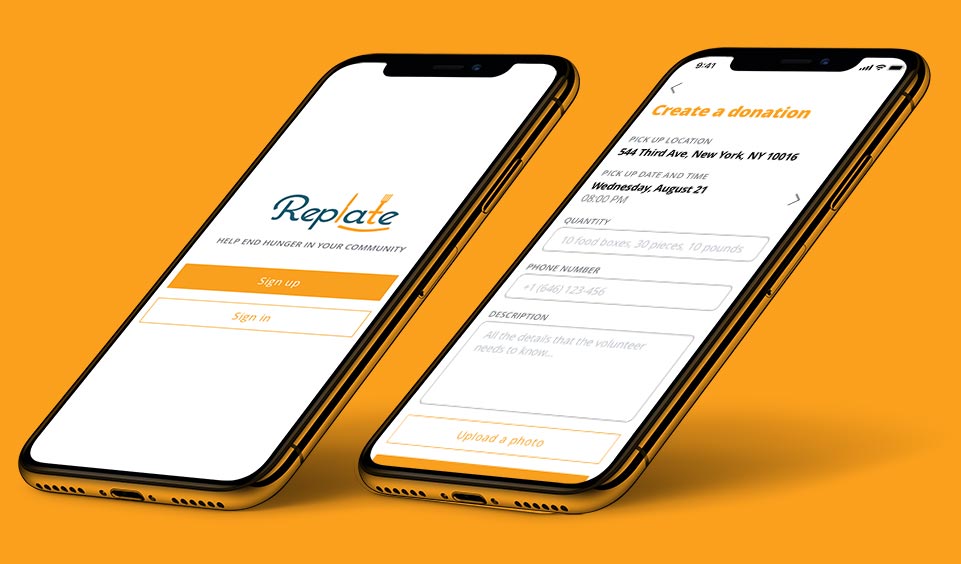 Replate
HELP END HUNGER IN YOUR COMMUNITY
Sign up
Sign in
9:41
Create a donation
PICK UP LOCATION
544 Third Ave, New York, NY 10016
PICK UP DATE AND TIME
Wednesday, August 21
08:00 PM
QUANTITY
10 food boxes, 30 pieces, 10 pounds
PHONE NUMBER
+1 (646) 123-456
DESCRIPTION
All the details that the volunteer
needs to know...
Upload a photo